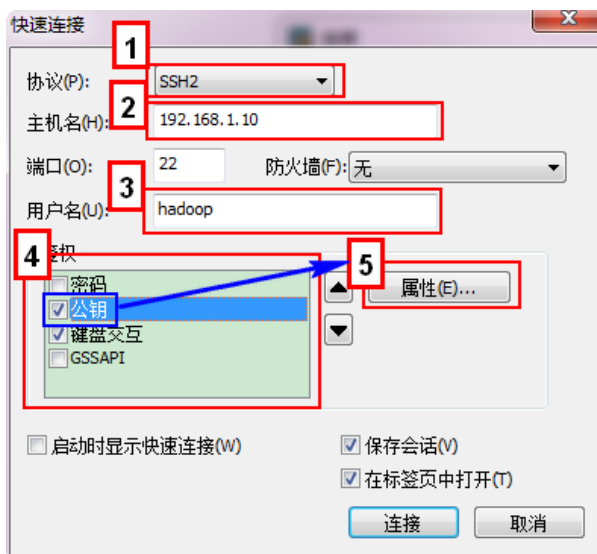 快速连接
1
协议(P): SSH2
2
主机名(H): 192.168.1.10
端口(O): 22 防火墙(F): 无
3
用户名(U): hadoop
4 权
5
密码
属性(E)...
公钥
键盘交互
GSSAPI
启动时显示快速连接(W) 保存会话(V)
在标签页中打开(T)
连接 取消